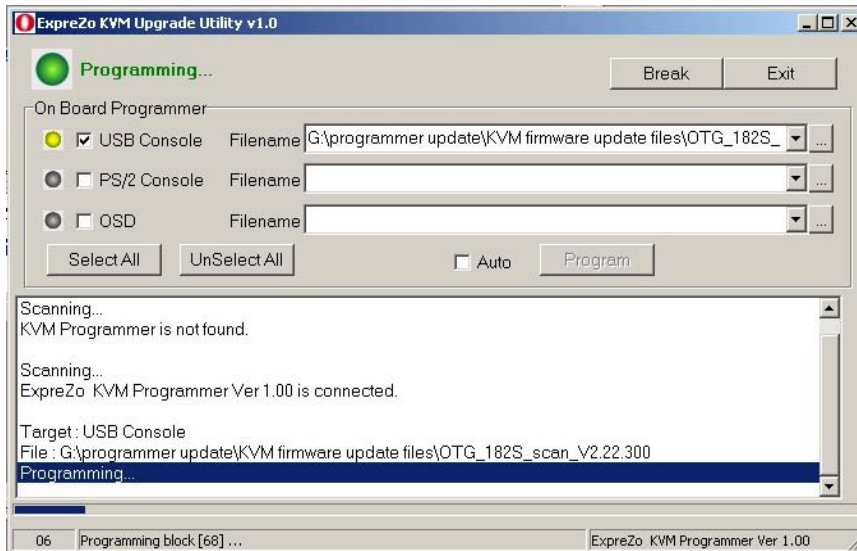 ExpreZo KVM Upgrade Utility v1.0
Programming...
Break
Exit
On Board Programmer
USB Console Filename G:\programmer update\KVM firmware update files\OTG_182S_
...
PS/2 Console Filename
...
OSD Filename
...
Select All
UnSelect All
Auto
Program
Scanning...
KVM Programmer is not found.
Scanning...
ExpreZo KVM Programmer Ver 1.00 is connected.
Target : USB Console
File : G:\programmer update\KVM firmware update files\OTG_182S_scan_V2.22.300
Programming...
06
Programming block [68] ...
ExpreZo KVM Programmer Ver 1.00